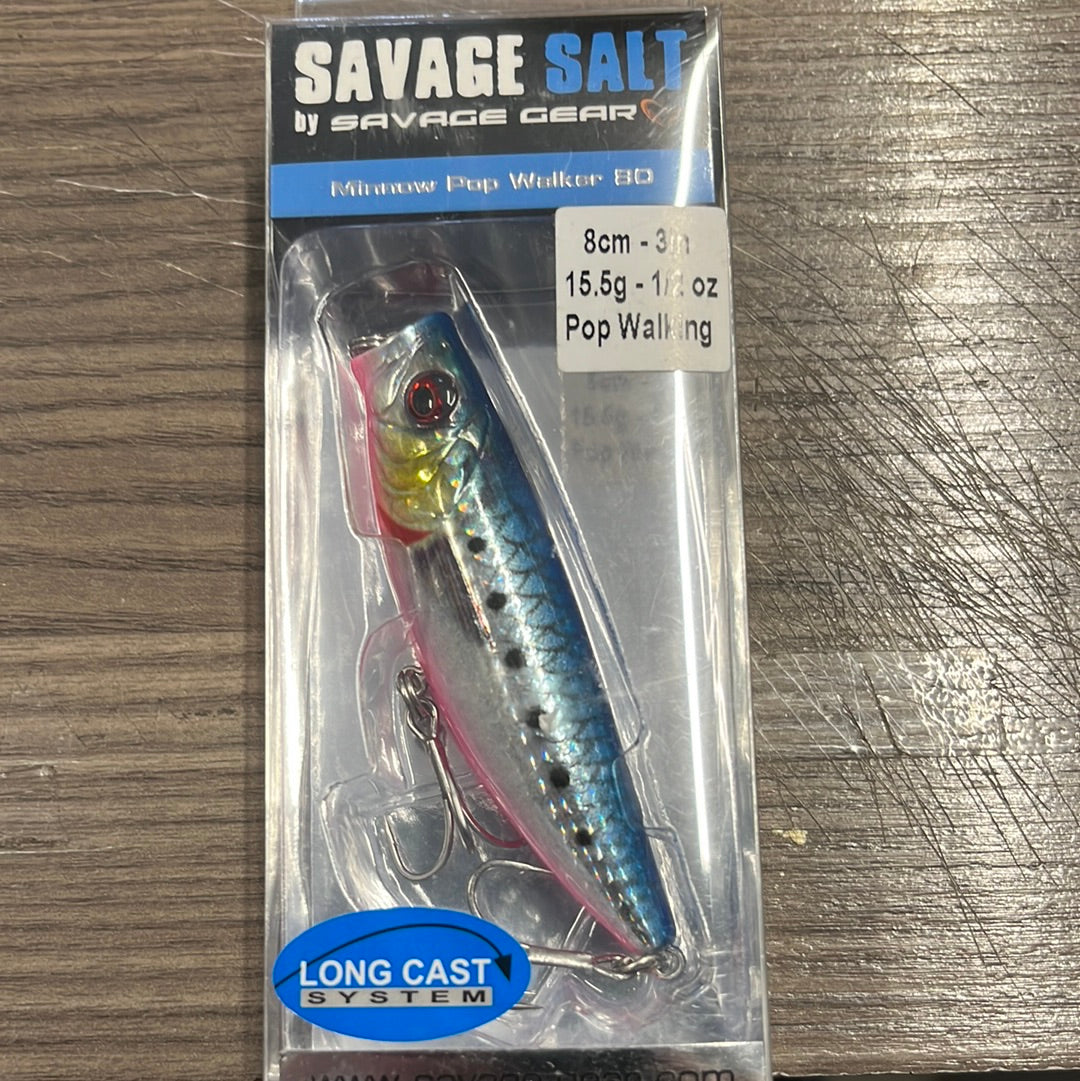 SAVAGE SALT
by SAVAGE GEAR
Minnow Pop Walker 80
8cm - 3in
15.5g - 1/2 oz
Pop Walking
LONG CAST
SYSTEM